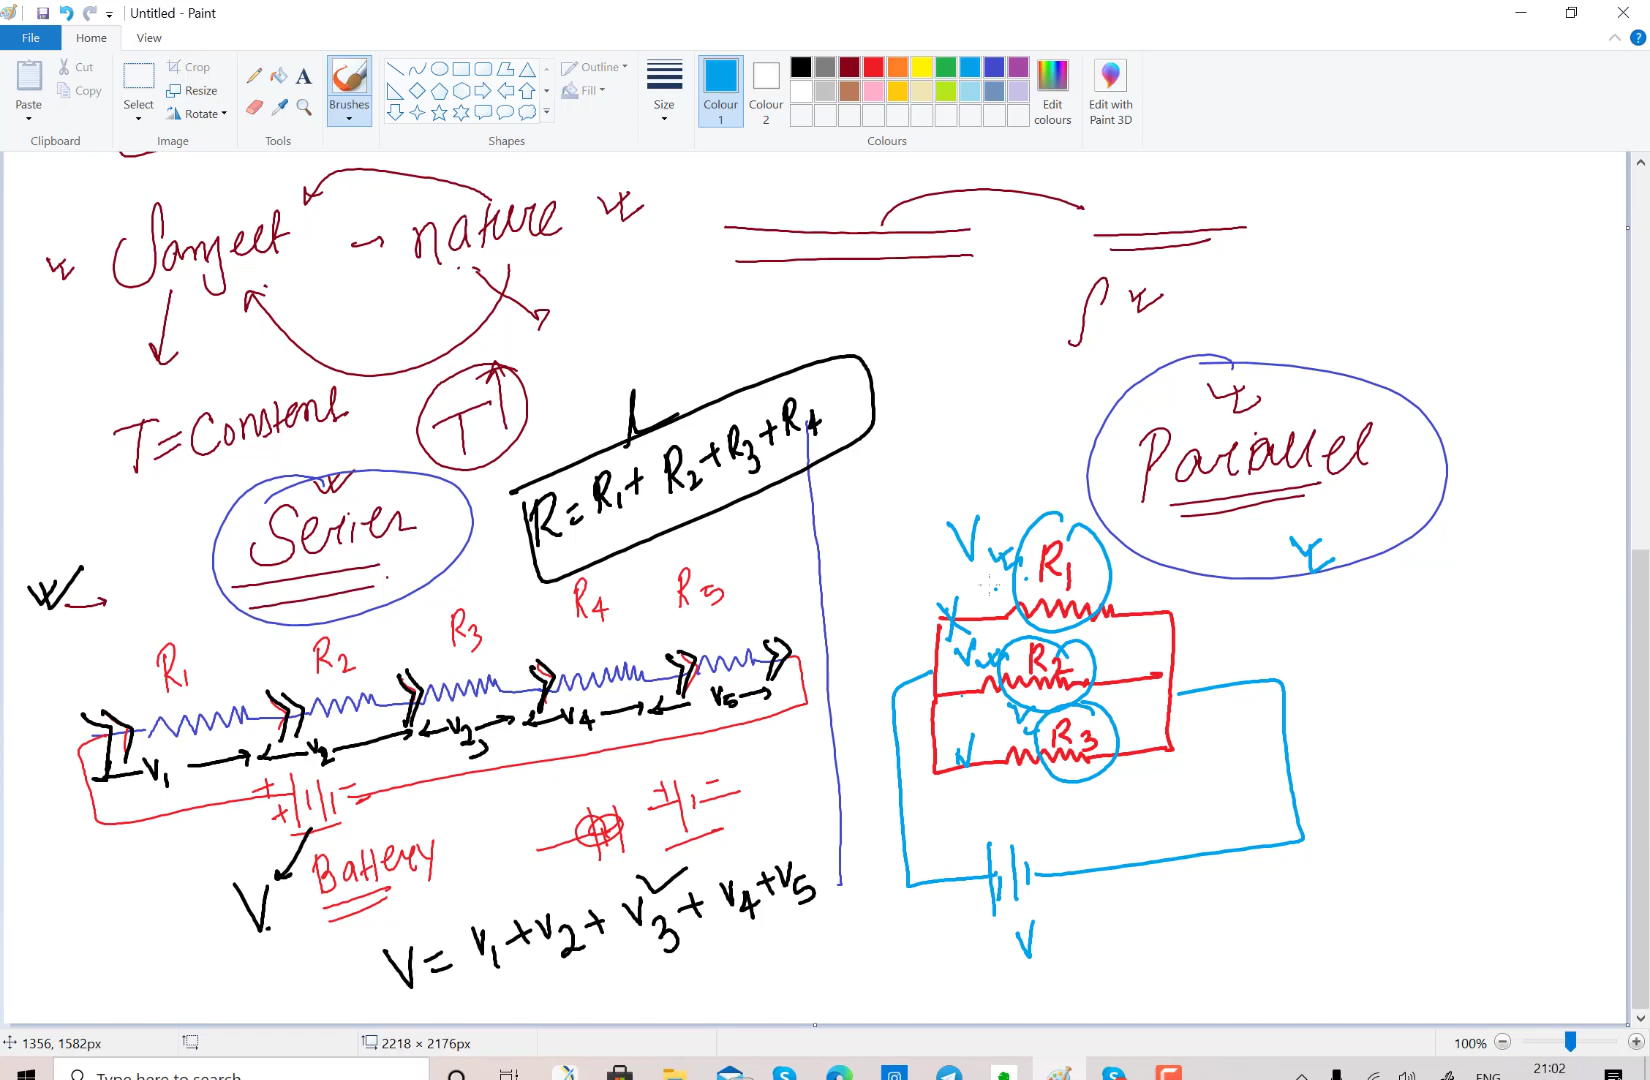 Untitled - Paint
File Home View
Cut
Copy
Paste
Clipboard
Select
Crop
Resize
Rotate
Image
Tools
Brushes
Shapes
Outline
Fill
Size
Colour 1
Colour 2
Edit colours
Edit with Paint 3D
Colours
Sanjeet → nature
T = Constant
T
R = R1 + R2 + R3 + R4
Series
Parallel
R1 R2 R3 R4 R5
V1 V2 V3 V4 V5
+ + -
+ -
Battery
V
V = V1 + V2 + V3 + V4 + V5
V R1
V R2
V R3
V
V
1356, 1582px
2218 × 2176px
100%
Type here to search
ENG
21:02